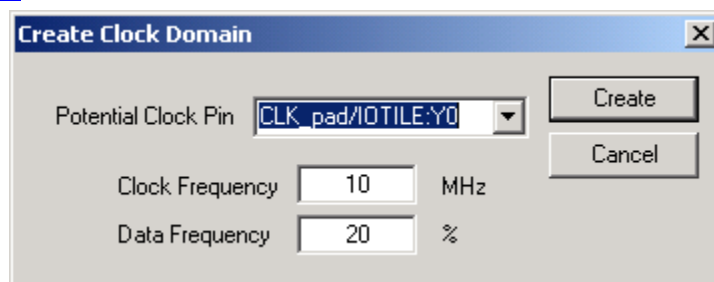 Create Clock Domain
Potential Clock Pin CLK_pad/IOTILE:Y0 Create
Cancel
Clock Frequency 10 MHz
Data Frequency 20 %